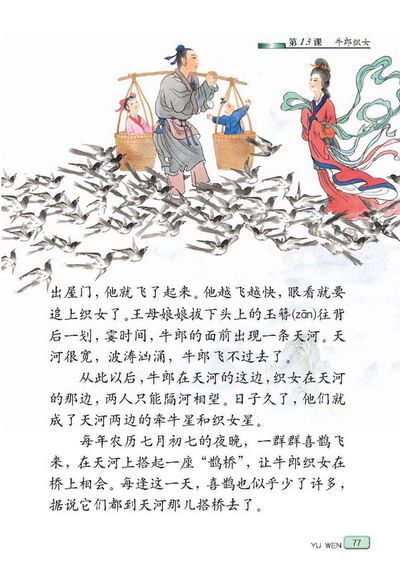 第13课 牛郎织女
出屋门，他就飞了起来。他越飞越快，眼看就要
追上织女了。王母娘娘拔下头上的玉簪(zān)往背
后一划，霎时间，牛郎的面前出现一条天河。天
河很宽，波涛汹涌，牛郎飞不过去了。
从此以后，牛郎在天河的这边，织女在天河
的那边，两人只能隔河相望。日子久了，他们就
成了天河两边的牵牛星和织女星。
每年农历七月初七的夜晚，一群群喜鹊飞
来，在天河上搭起一座“鹊桥”，让牛郎织女在
桥上相会。每逢这一天，喜鹊也似乎少了许多，
据说它们都到天河那儿搭桥去了。
YU WEN 77